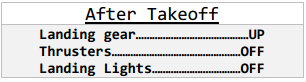 After Takeoff
Landing gear………………………………………UP
Thrusters……………………………………………OFF
Landing Lights………………………………OFF